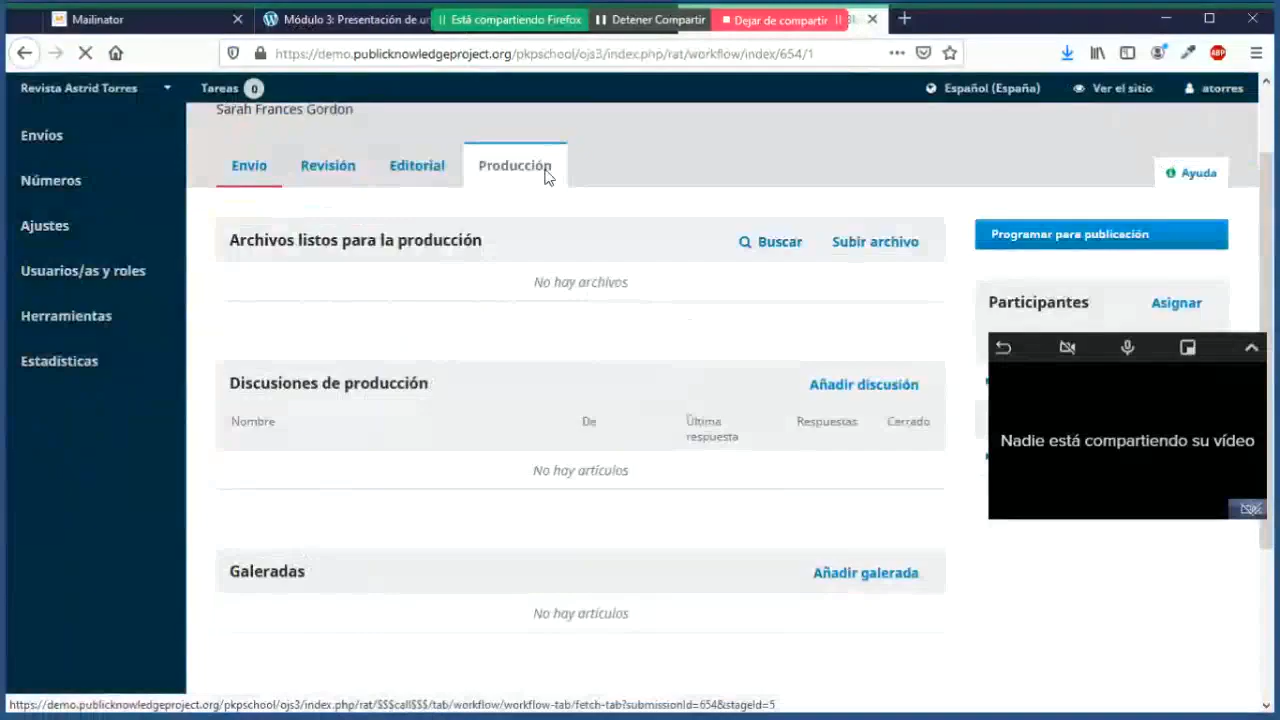 Mailinator
Módulo 3: Presentación de un
Está compartiendo Firefox
Detener Compartir
Dejar de compartir
https://demo.publicknowledgeproject.org/pkpschool/ojs3/index.php/rat/workflow/index/654/1
ABP
Revista Astrid Torres
Tareas 0
Español (España)
Ver el sitio
atorres
Sarah Frances Gordon
Envíos
Números
Ajustes
Usuarios/as y roles
Herramientas
Estadísticas
Envío
Revisión
Editorial
Producción
Ayuda
Archivos listos para la producción
Buscar
Subir archivo
No hay archivos
Programar para publicación
Participantes
Asignar
Nadie está compartiendo su vídeo
Discusiones de producción
Añadir discusión
Nombre
De
Última
respuesta
Respuestas
Cerrado
No hay artículos
Galeradas
Añadir galerada
No hay artículos
https://demo.publicknowledgeproject.org/pkpschool/ojs3/index.php/rat/$$$call$$$/tab/workflow/workflow-tab/fetch-tab?submissionId=654&stageId=5